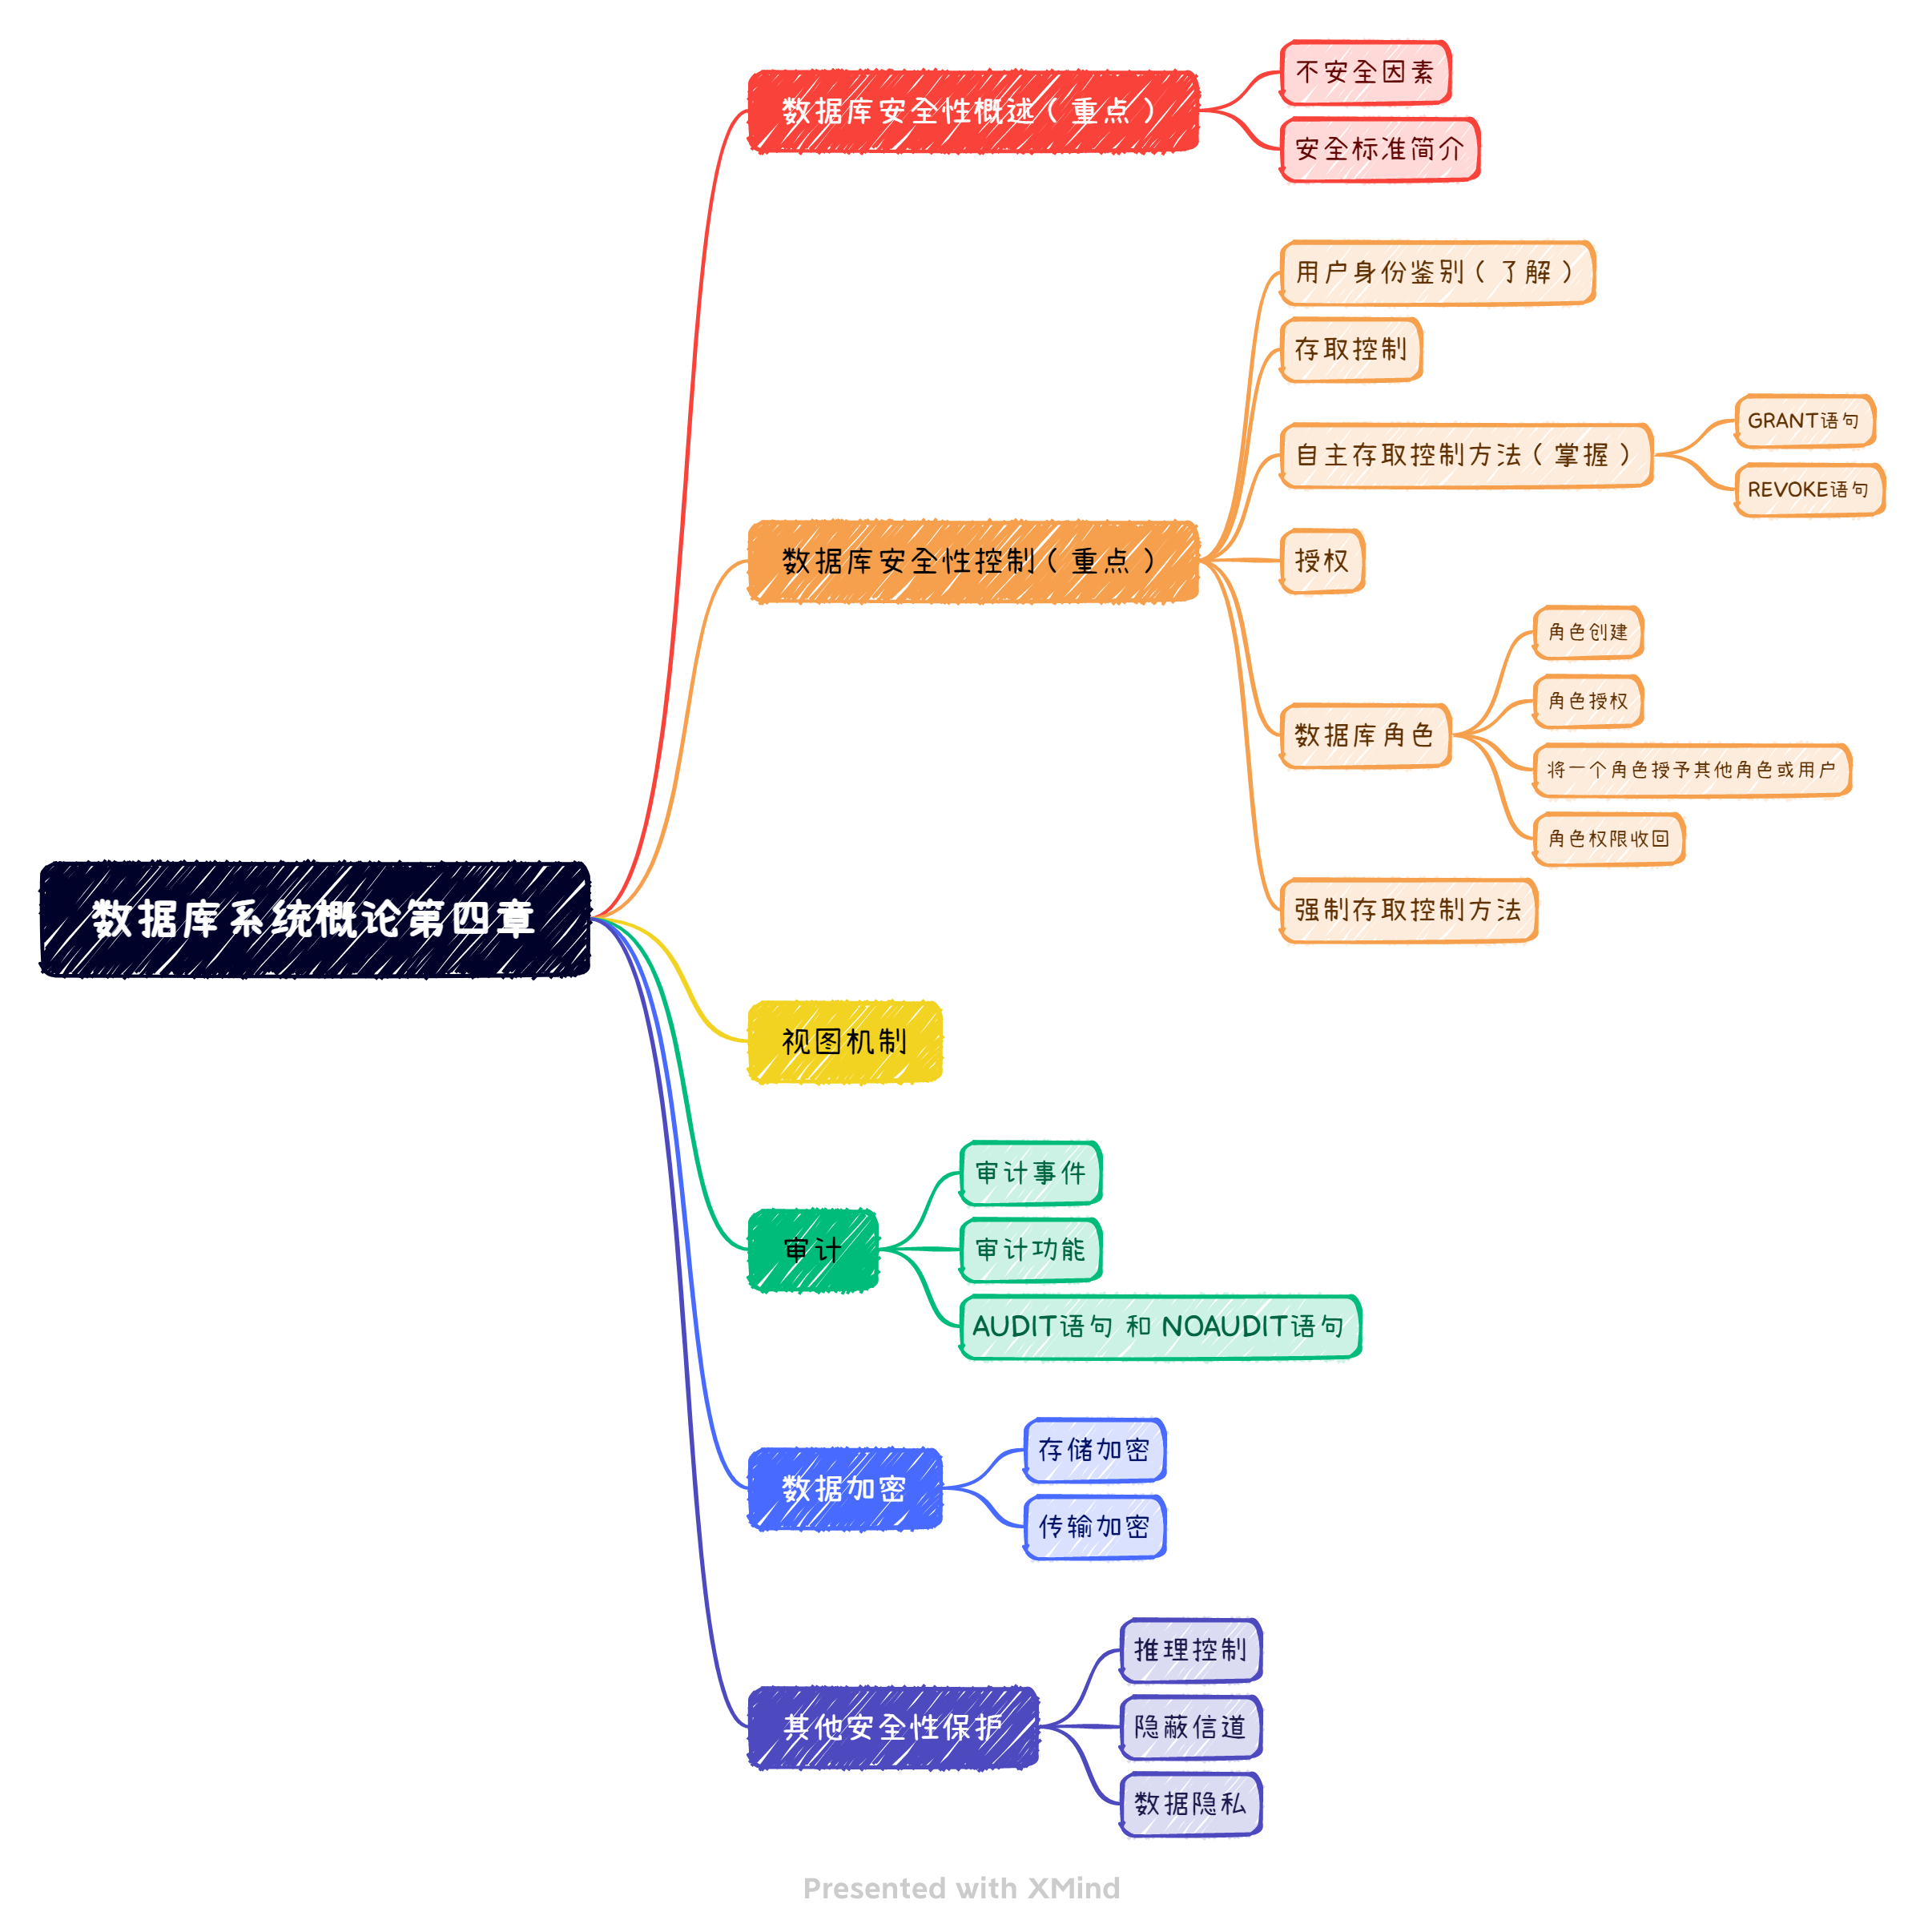 数据库系统概论第四章
数据库安全性概述（重点）
不安全因素
安全标准简介
数据库安全性控制（重点）
用户身份鉴别（了解）
存取控制
自主存取控制方法（掌握）
GRANT语句
REVOKE语句
授权
数据库角色
角色创建
角色授权
将一个角色授予其他角色或用户
角色权限收回
强制存取控制方法
视图机制
审计
审计事件
审计功能
AUDIT语句 和 NOAUDIT语句
数据加密
存储加密
传输加密
其他安全性保护
推理控制
隐蔽信道
数据隐私
Presented with XMind